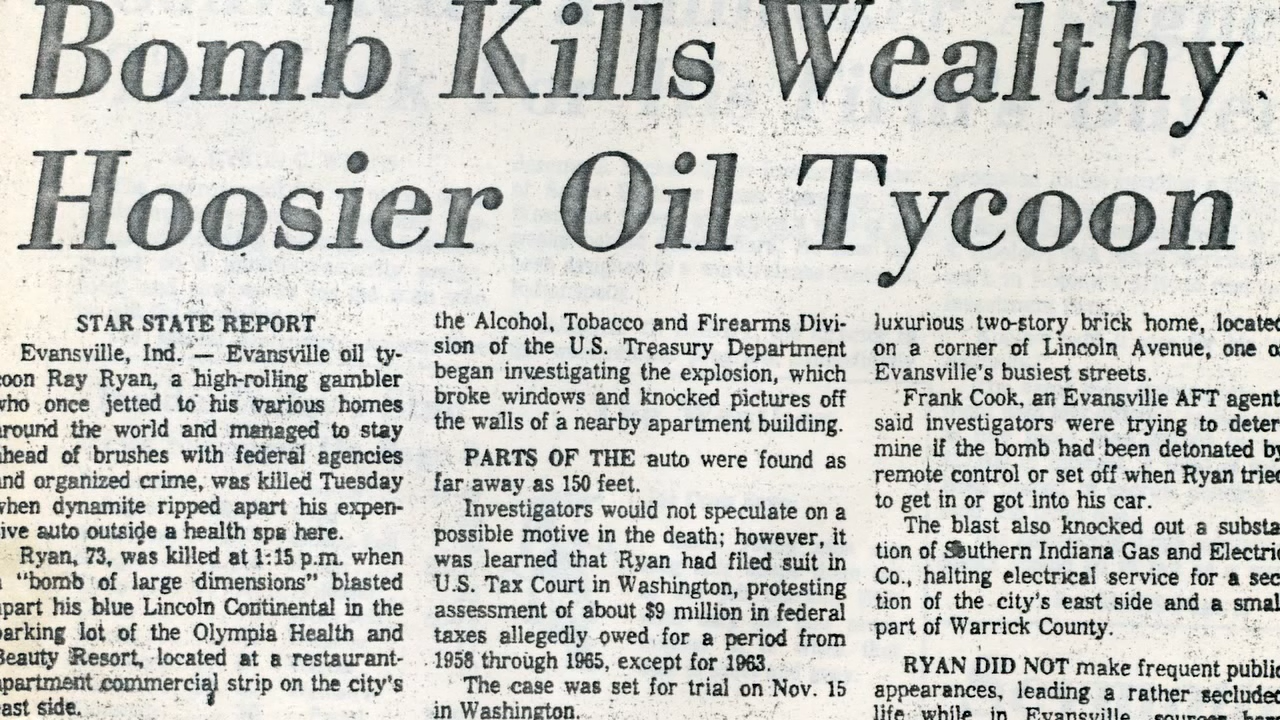 Bomb Kills Wealthy
Hoosier Oil Tycoon
STAR STATE REPORT
Evansville, Ind. — Evansville oil ty-
coon Ray Ryan, a high-rolling gambler
who once jetted to his various homes
around the world and managed to stay
ahead of brushes with federal agencies
and organized crime, was killed Tuesday
when dynamite ripped apart his expen-
sive auto outside a health spa here.
Ryan, 73, was killed at 1:15 p.m. when
a "bomb of large dimensions" blasted
apart his blue Lincoln Continental in the
parking lot of the Olympia Health and
Beauty Resort, located at a restaurant-
apartment commercial strip on the city's
east side.
the Alcohol, Tobacco and Firearms Divi-
sion of the U.S. Treasury Department
began investigating the explosion, which
broke windows and knocked pictures off
the walls of a nearby apartment building.
PARTS OF THE auto were found as
far away as 150 feet.
Investigators would not speculate on a
possible motive in the death; however, it
was learned that Ryan had filed suit in
U.S. Tax Court in Washington, protesting
assessment of about $9 million in federal
taxes allegedly owed for a period from
1958 through 1965, except for 1963.
The case was set for trial on Nov. 15
in Washington.
luxurious two-story brick home, located
on a corner of Lincoln Avenue, one of
Evansville's busiest streets.
Frank Cook, an Evansville AFT agent
said investigators were trying to deter
mine if the bomb had been detonated by
remote control or set off when Ryan tried
to get in or got into his car.
The blast also knocked out a substa
tion of Southern Indiana Gas and Electric
Co., halting electrical service for a sec
tion of the city's east side and a small
part of Warrick County.
RYAN DID NOT make frequent public
appearances, leading a rather secluded
life while in Evansville, sources